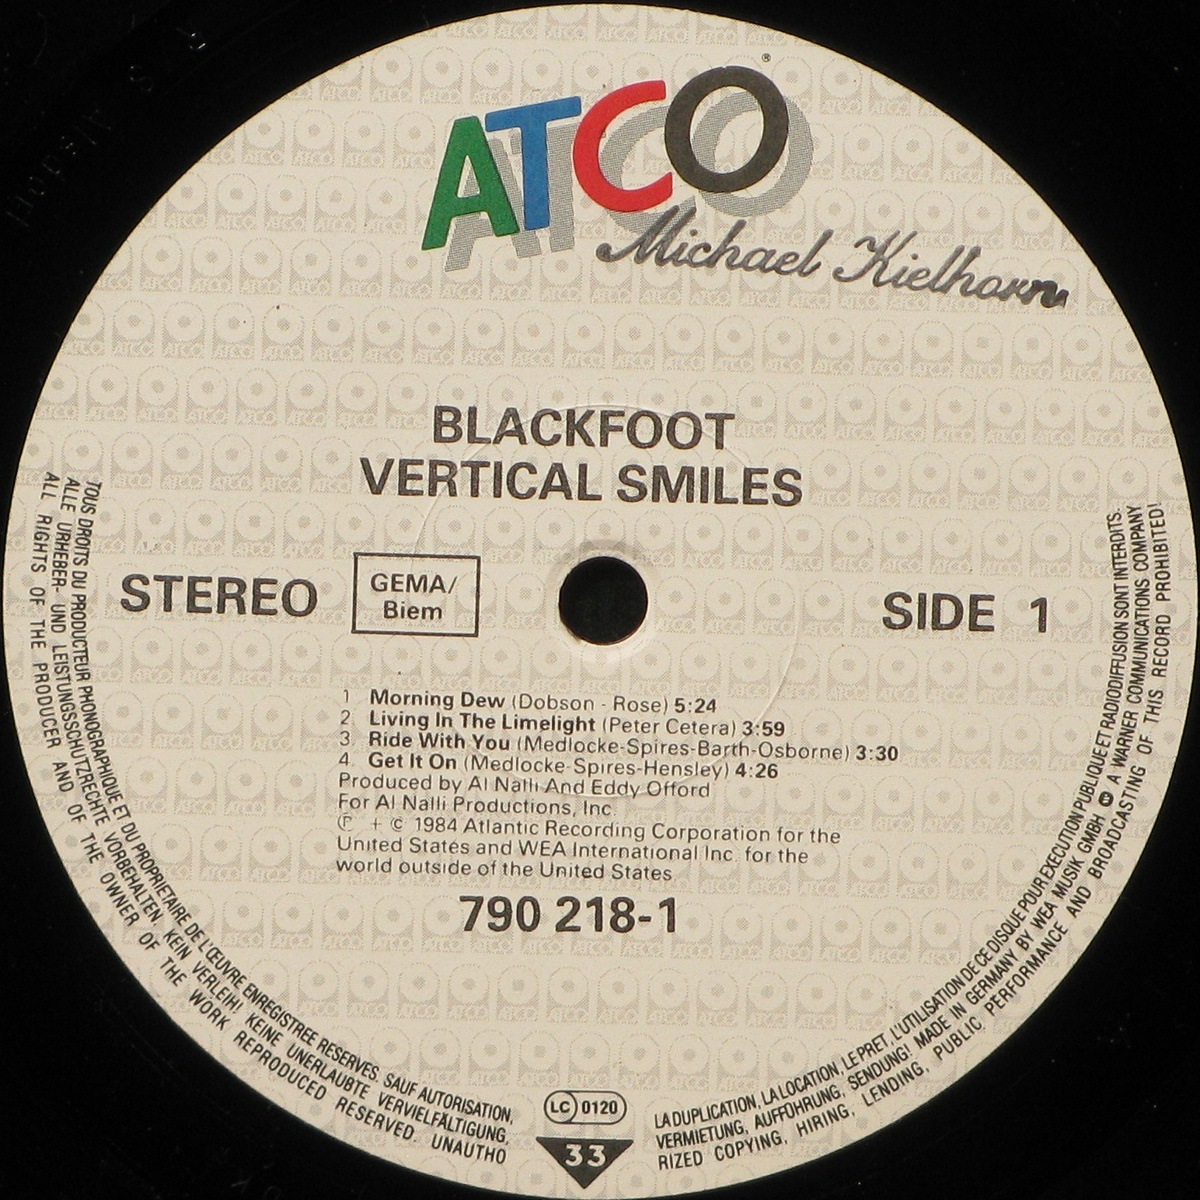 ATCO®
Michael Kielhorn
BLACKFOOT
VERTICAL SMILES
STEREO
GEMA/
Biem
SIDE 1
1 Morning Dew (Dobson - Rose) 5:24
2. Living In The Limelight (Peter Cetera) 3:59
3. Ride With You (Medlocke-Spires-Barth-Osborne) 3:30
4. Get It On (Medlocke-Spires-Hensley) 4:26
Produced by Al Nalli And Eddy Offord
For Al Nalli Productions, Inc.
℗ + © 1984 Atlantic Recording Corporation for the
United States and WEA International Inc. for the
world outside of the United States
790 218-1
TOUS DROITS DU PRODUCTEUR PHONOGRAPHIQUE ET DU PROPRIETAIRE DE L'ŒUVRE ENREGISTREE RESERVES. SAUF AUTORISATION, LA DUPLICATION, LA LOCATION, LE PRET, L'UTILISATION DE CE DISQUE POUR EXECUTION PUBLIQUE ET RADIODIFFUSION SONT INTERDITS.
ALLE URHEBER- UND LEISTUNGSSCHUTZRECHTE VORBEHALTEN. KEIN VERLEIH! KEINE UNERLAUBTE VERVIELFÄLTIGUNG, VERMIETUNG, AUFFÜHRUNG, SENDUNG! MADE IN GERMANY BY WEA MUSIK GMBH A WARNER COMMUNICATIONS COMPANY
ALL RIGHTS OF THE PRODUCER AND OF THE OWNER OF THE WORK REPRODUCED RESERVED. UNAUTHORIZED COPYING, HIRING, LENDING, PUBLIC PERFORMANCE AND BROADCASTING OF THIS RECORD PROHIBITED!
LC 0120
33